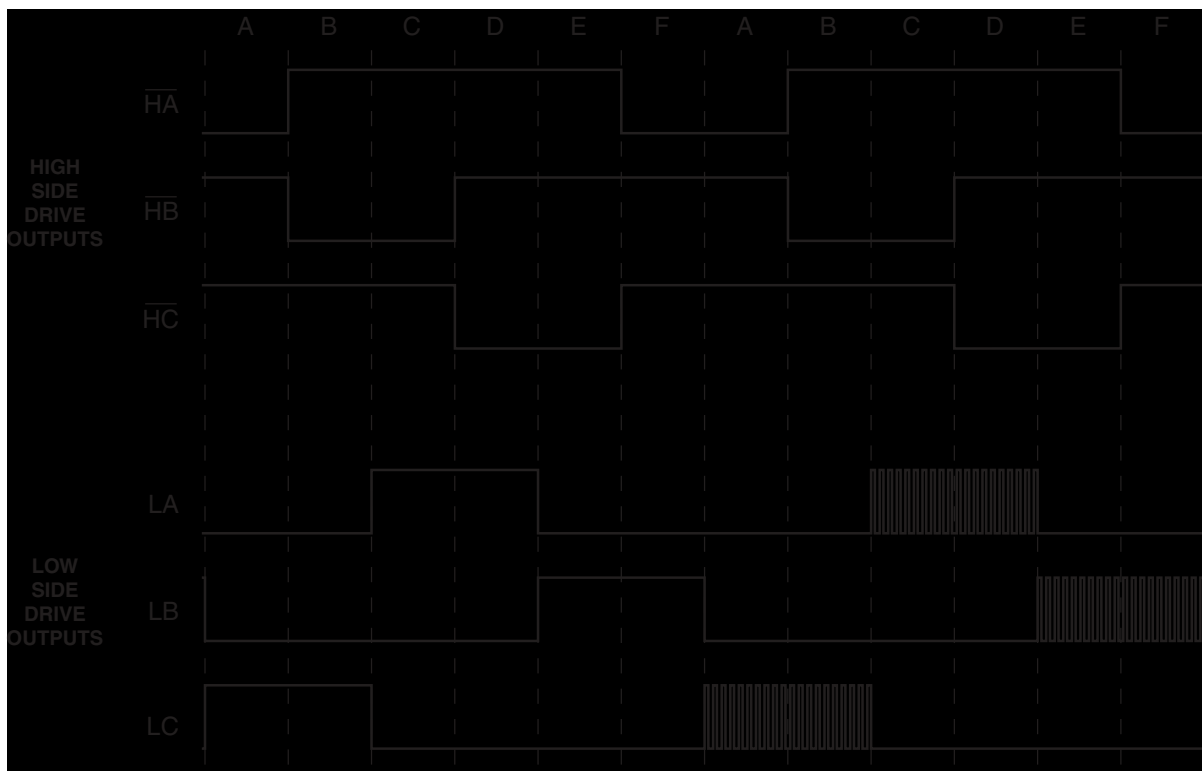 A B C D E F A B C D E F
HA
HIGH
SIDE
DRIVE
OUTPUTS
HB
HC
LA
LOW
SIDE
DRIVE
OUTPUTS
LB
LC